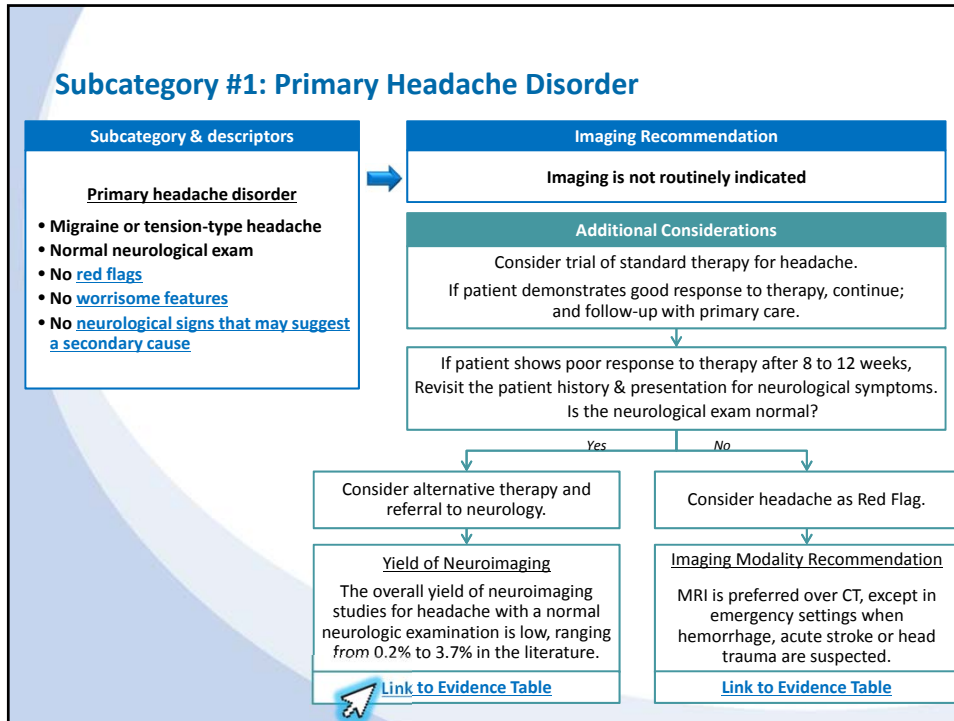 Subcategory #1: Primary Headache Disorder
Subcategory & descriptors
Primary headache disorder
• Migraine or tension-type headache
• Normal neurological exam
• No red flags
• No worrisome features
• No neurological signs that may suggest
a secondary cause
Imaging Recommendation
Imaging is not routinely indicated
Additional Considerations
Consider trial of standard therapy for headache.
If patient demonstrates good response to therapy, continue;
and follow-up with primary care.
If patient shows poor response to therapy after 8 to 12 weeks,
Revisit the patient history & presentation for neurological symptoms.
Is the neurological exam normal?
Yes
No
Consider alternative therapy and
referral to neurology.
Yield of Neuroimaging
The overall yield of neuroimaging
studies for headache with a normal
neurologic examination is low, ranging
from 0.2% to 3.7% in the literature.
Link to Evidence Table
Consider headache as Red Flag.
Imaging Modality Recommendation
MRI is preferred over CT, except in
emergency settings when
hemorrhage, acute stroke or head
trauma are suspected.
Link to Evidence Table